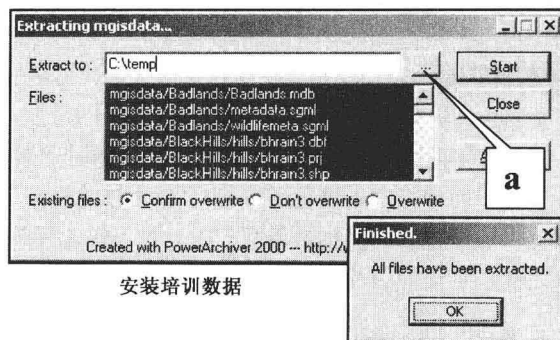 Extracting mgisdata...
Extract to : C:\temp
...
Start
Files :
mgisdata/Badlands/Badlands.mdb
mgisdata/Badlands/metadata.sgml
mgisdata/Badlands/wildlifemeta.sgml
mgisdata/BlackHills/hills/bhrain3.dbf
mgisdata/BlackHills/hills/bhrain3.prj
mgisdata/BlackHills/hills/bhrain3.shp
Close
a
Existing files : Confirm overwrite Don't overwrite Overwrite
Created with PowerArchiver 2000 --- http://
安装培训数据
Finished.
All files have been extracted.
OK